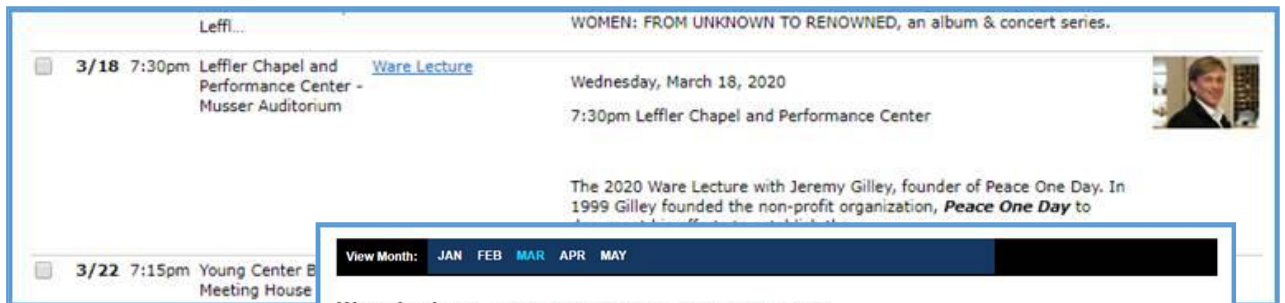 Leffl...
WOMEN: FROM UNKNOWN TO RENOWNED, an album & concert series.
3/18 7:30pm Leffler Chapel and Performance Center - Musser Auditorium
Ware Lecture
Wednesday, March 18, 2020
7:30pm Leffler Chapel and Performance Center
The 2020 Ware Lecture with Jeremy Gilley, founder of Peace One Day. In
1999 Gilley founded the non-profit organization, Peace One Day to
3/22 7:15pm Young Center B
Meeting House
View Month: JAN FEB MAR APR MAY